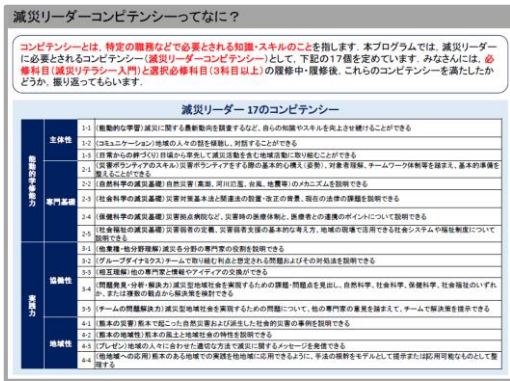 減災リーダーコンピテンシーってなに？
コンピテンシーとは、特定の職務などで必要とされる知識・スキルのことを指します．本プログラムでは，減災リーダー
に必要とされるコンピテンシー(減災リーダーコンピテンシー)として，下記の17個を定めています．みなさんには，必
修科目(減災リテラシー入門)と選択必修科目(3科目以上)の履修中・履修後，これらのコンピテンシーを満たしたか
どうか，振り返ってもらいます．
減災リーダー 17のコンピテンシー
能動的学修能力
主体性
1-1 (能動的な学習)減災に関する最新動向を調査するなど、自らの知識やスキルを向上させ続けることができる
1-2 (コミュニケーション)地域の人々の話を傾聴し、対話することができる
1-3 (日常からの絆づくり)日頃から率先して減災活動を含む地域活動に取り組むことができる
専門基礎
2-1 (災害ボランティアのスキル)災害ボランティアをする際の基本的心構え(姿勢)、対象者理解、チームワーク体制等を踏まえ、基本的準備を
整えることができる
2-2 (自然科学の減災基礎)自然災害(高潮、河川氾濫、台風、地震等)のメカニズムを説明できる
2-3 (社会科学の減災基礎)災害対策基本法と関連法の設置・改正の背景、現在の法律の課題を説明できる
2-4 (保健科学の減災基礎)災害拠点病院など、災害時の医療体制と、医療者との連携のポイントについて説明できる
2-5 (社会福祉の減災基礎)災害弱者の定義、災害弱者支援の基本的な考え方、地域の現場で活用できる社会システムや福祉制度について
説明できる
実践力
協働性
3-1 (他業種・他分野理解)減災各分野の専門家の役割を説明できる
3-2 (グループダイナミクス)チームで取り組む利点と想定される問題およびその対処法を説明できる
3-3 (相互理解)他の専門家と情報やアイディアの交換ができる
3-4 (問題発見・分析・解決力)減災型地域社会を実現するための課題・問題点を見出し、自然科学、社会科学、保健科学、社会福祉のいずれ
か、または複数の観点から解決策を検討できる
3-5 (チームの問題解決力)減災型地域社会を実現するための問題について、他の専門家の意見を踏まえて、チームで解決策を提示できる
地域性
4-1 (熊本の災害)熊本で起こった自然災害および派生した社会的災害の事例を説明できる
4-2 (熊本の地域性)熊本の風土と地域社会の特性を説明できる
4-3 (プレゼン)地域の人々に合わせた適切な方法で減災に関するメッセージを発信できる
4-4 (他地域への応用)熊本のある地域での実践を他地域に応用できるように、手法の根幹をモデルとして提示または応用可能なものとして整
理する